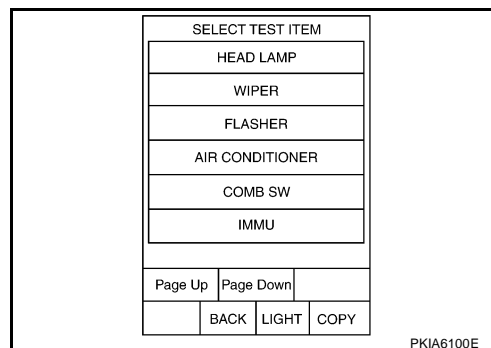 SELECT TEST ITEM
HEAD LAMP
WIPER
FLASHER
AIR CONDITIONER
COMB SW
IMMU
Page Up Page Down
BACK LIGHT COPY
PKIA6100E